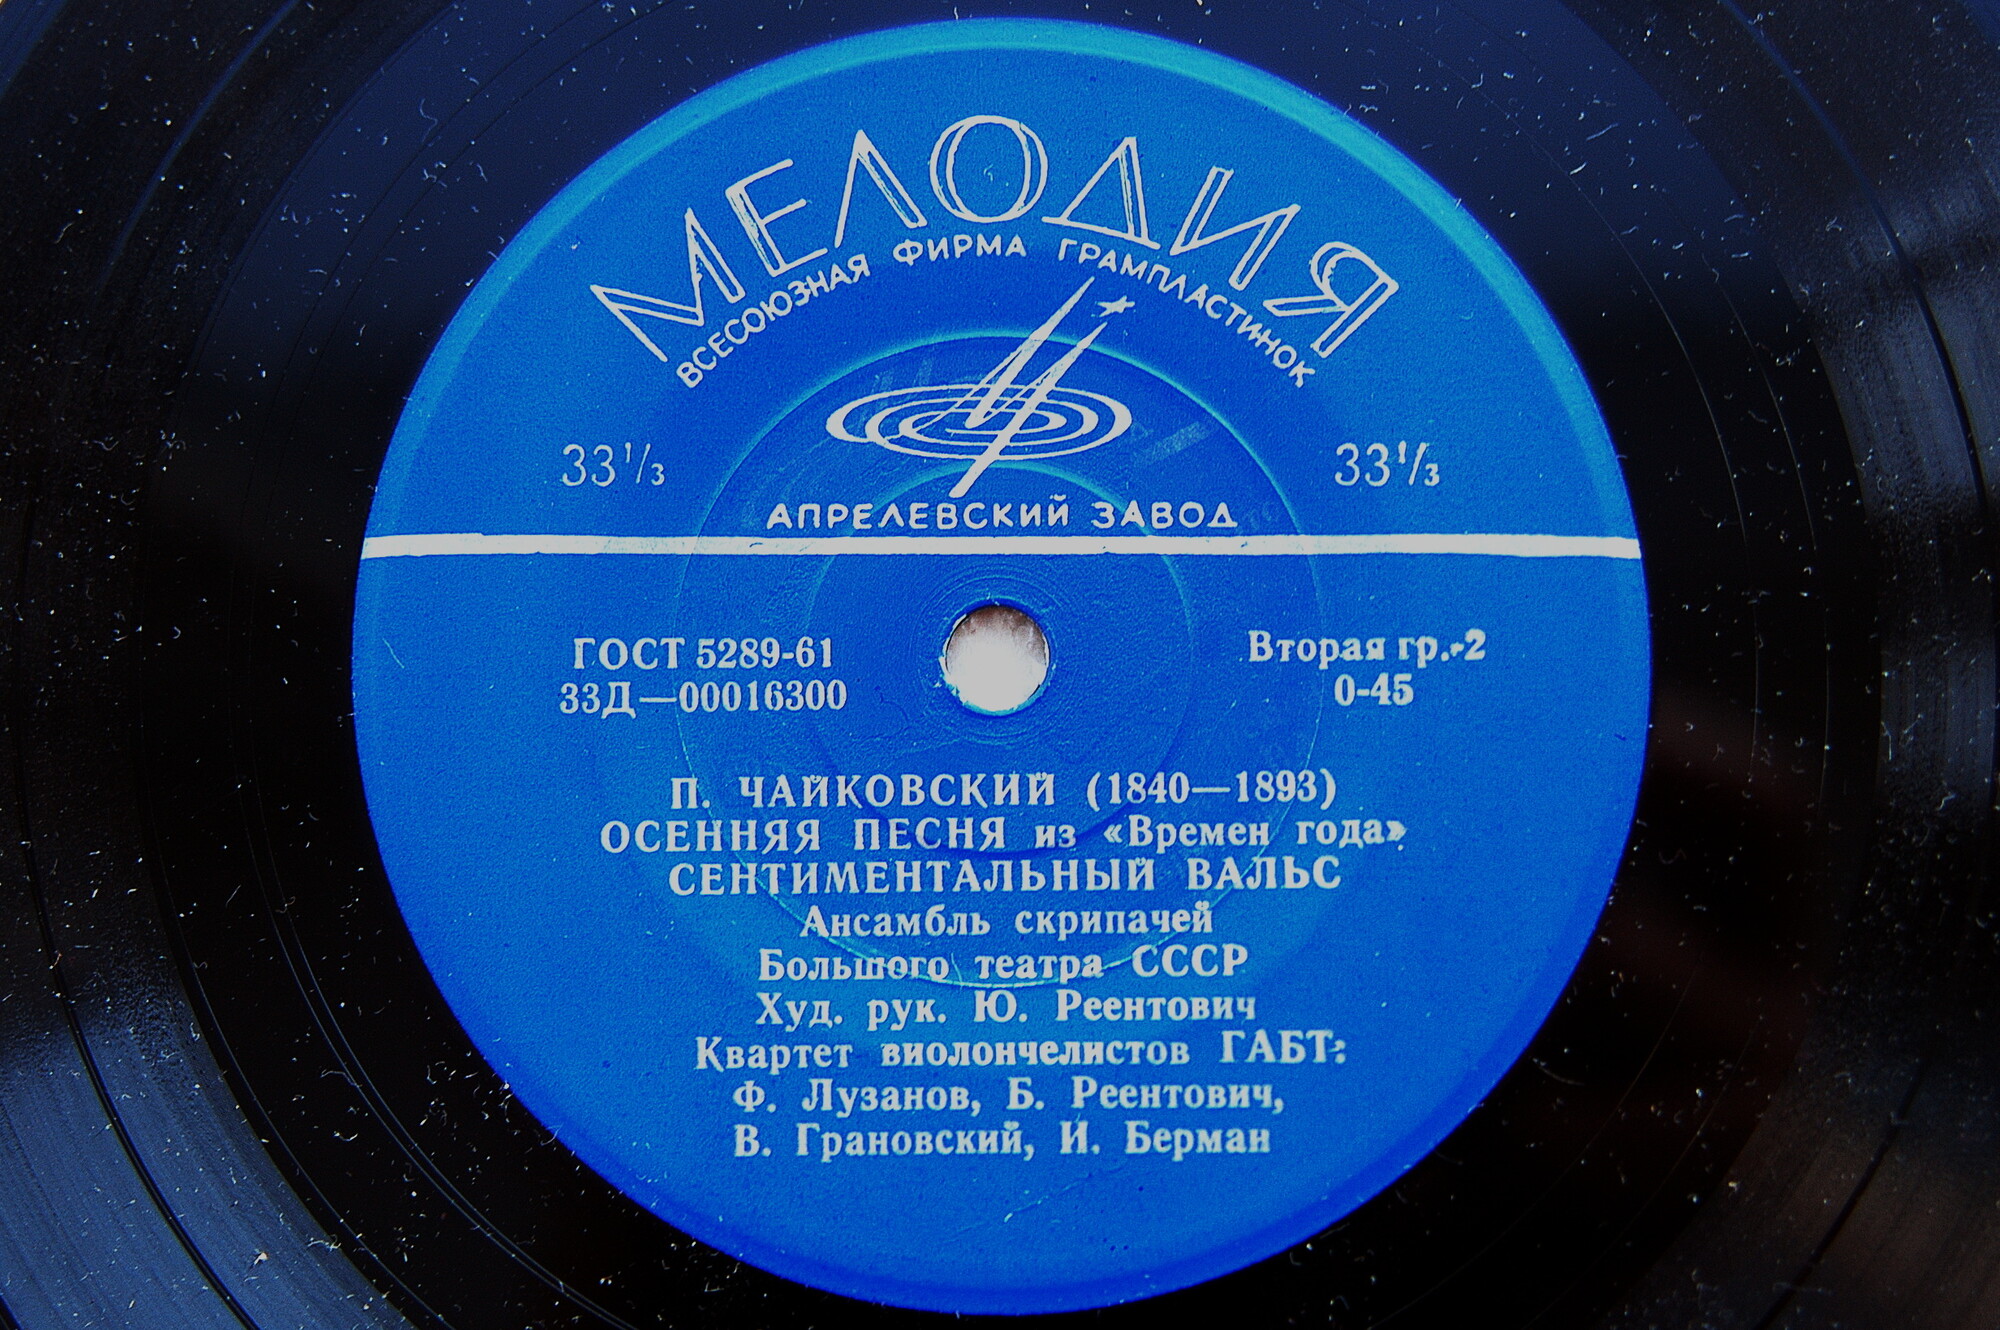 МЕЛОДИЯ
ВСЕСОЮЗНАЯ ФИРМА ГРАМПЛАСТИНОК
33⅓ 33⅓
АПРЕЛЕВСКИЙ ЗАВОД
ГОСТ 5289-61
33Д—00016300
Вторая гр.-2
0-45
П. ЧАЙКОВСКИЙ (1840—1893)
ОСЕННЯЯ ПЕСНЯ из «Времен года»
СЕНТИМЕНТАЛЬНЫЙ ВАЛЬС
Ансамбль скрипачей
Большого театра СССР
Худ. рук. Ю. Реентович
Квартет виолончелистов ГАБТ:
Ф. Лузанов, Б. Реентович,
В. Грановский, И. Берман